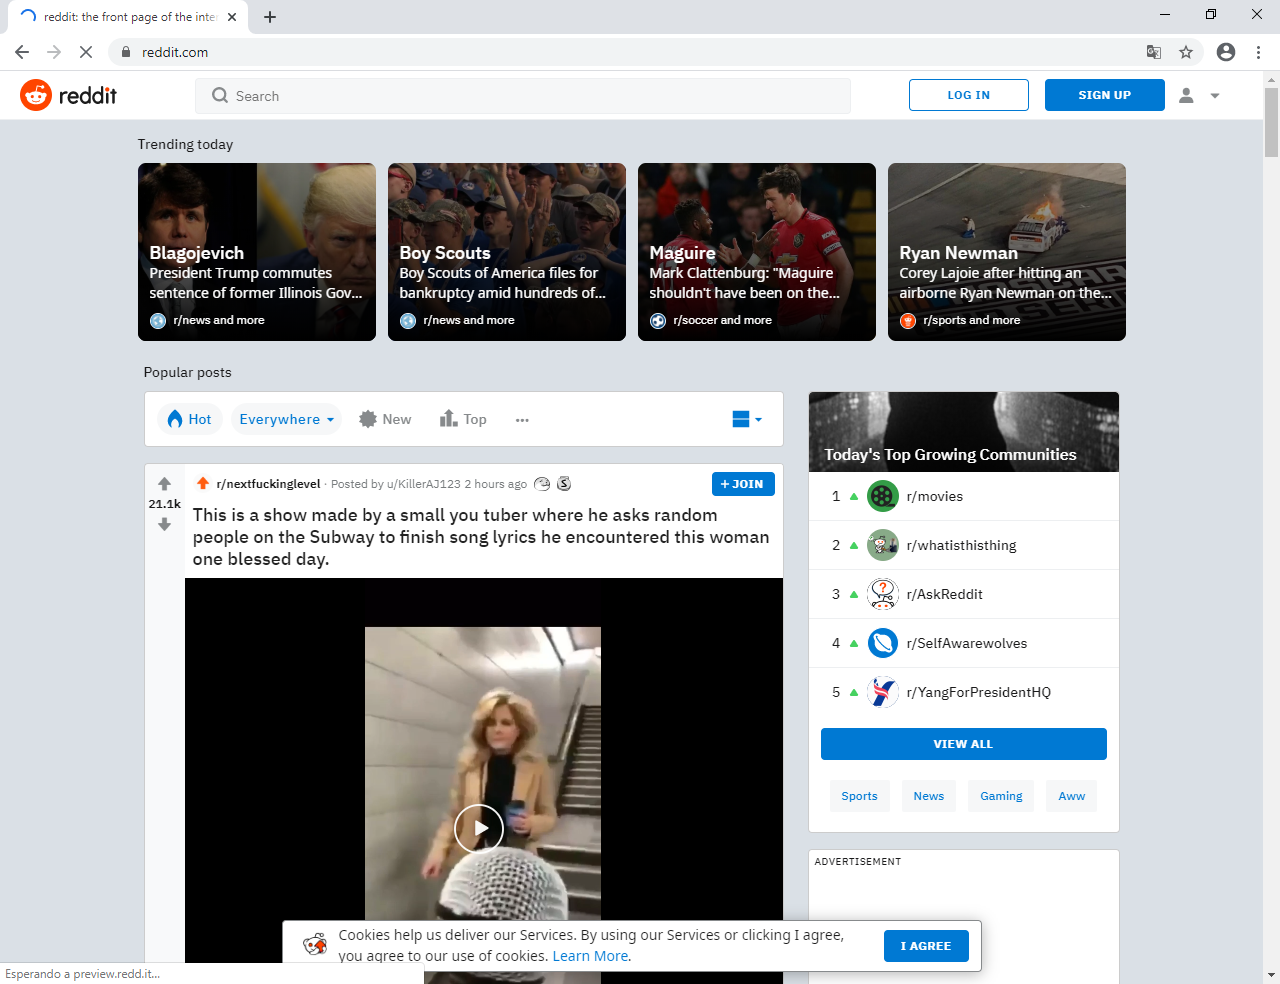 reddit: the front page of the inte
reddit.com
reddit
Search
LOG IN
SIGN UP
Trending today
Blagojevich
President Trump commutes
sentence of former Illinois Gov...
r/news and more
Boy Scouts
Boy Scouts of America files for
bankruptcy amid hundreds of...
r/news and more
Maguire
Mark Clattenburg: "Maguire
shouldn't have been on the...
r/soccer and more
Ryan Newman
Corey Lajoie after hitting an
airborne Ryan Newman on the...
r/sports and more
Popular posts
Hot
Everywhere
New
Top
21.1k
r/nextfuckinglevel · Posted by u/KillerAJ123 2 hours ago
+ JOIN
This is a show made by a small you tuber where he asks random
people on the Subway to finish song lyrics he encountered this woman
one blessed day.
Today's Top Growing Communities
1 r/movies
2 r/whatisthisthing
3 r/AskReddit
4 r/SelfAwarewolves
5 r/YangForPresidentHQ
VIEW ALL
Sports
News
Gaming
Aww
ADVERTISEMENT
Cookies help us deliver our Services. By using our Services or clicking I agree,
you agree to our use of cookies. Learn More.
I AGREE
Esperando a preview.redd.it...